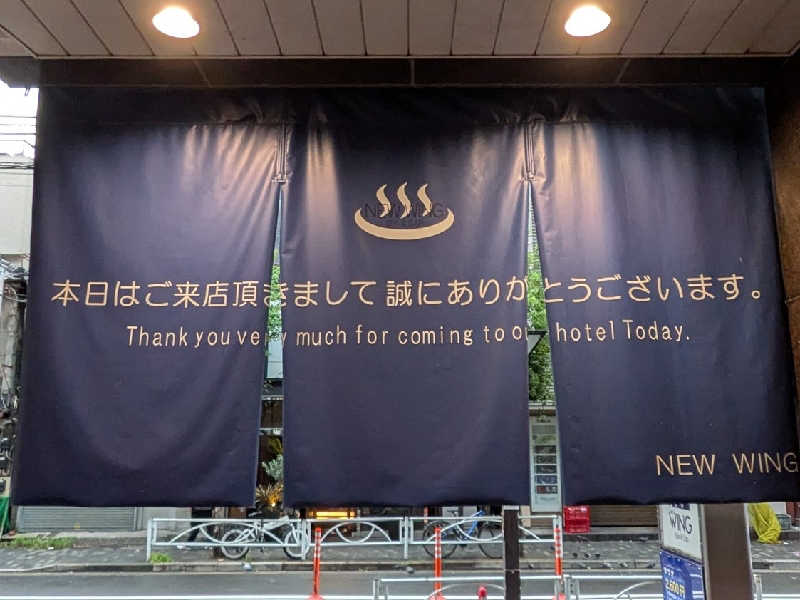 NEW WING
本日はご来店頂きまして 誠にありがとうございます。
Thank you very much for coming to our hotel Today.
NEW WING
WING